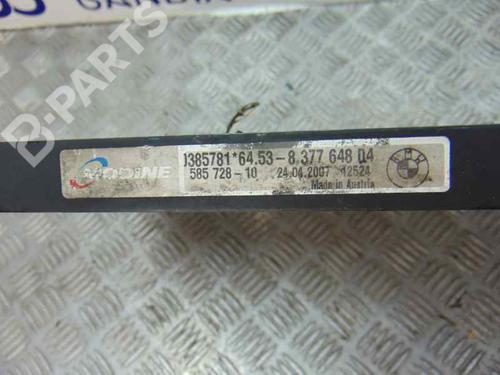 B-PARTS
MODINE
J385781*64.53-8.377 648 04
585 728-10 24.04.2007 12524
Made in Austria
BMW